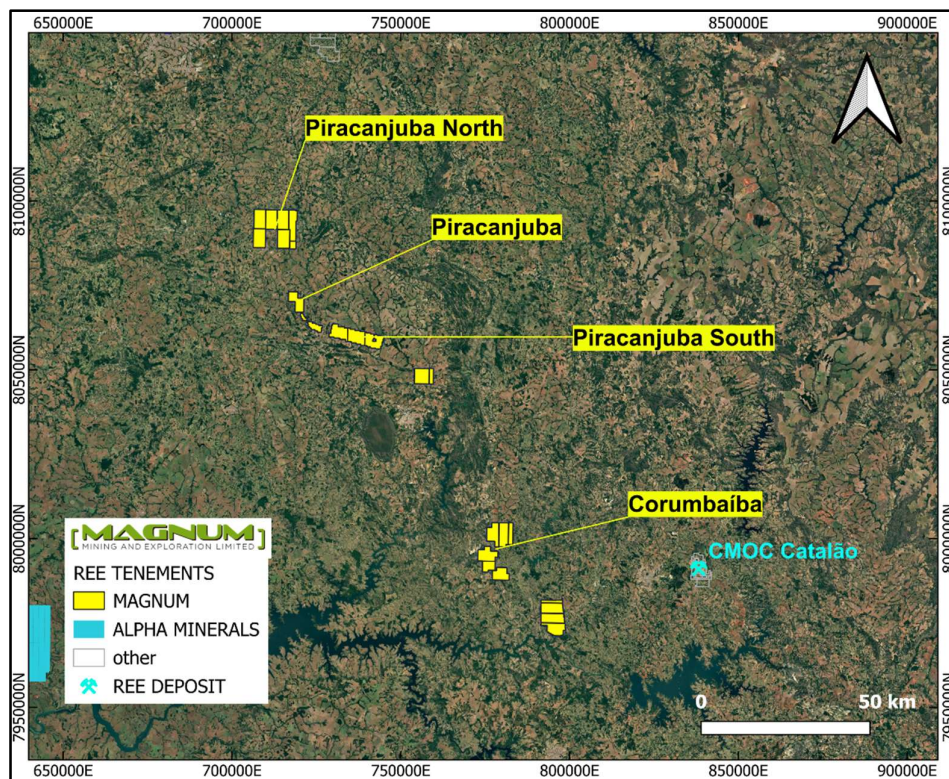 650000E 700000E 750000E 800000E 850000E 900000E
Piracanjuba North
8100000N 8100000N
Piracanjuba
Piracanjuba South
8050000N 8050000N
Corumbaíba
8000000N 8000000N
CMOC Catalão
[MAGNUM]
MINING AND EXPLORATION LIMITED
REE TENEMENTS
MAGNUM
ALPHA MINERALS
other
REE DEPOSIT
0 50 km
7950000N 7950000N
650000E 700000E 750000E 800000E 850000E 900000E